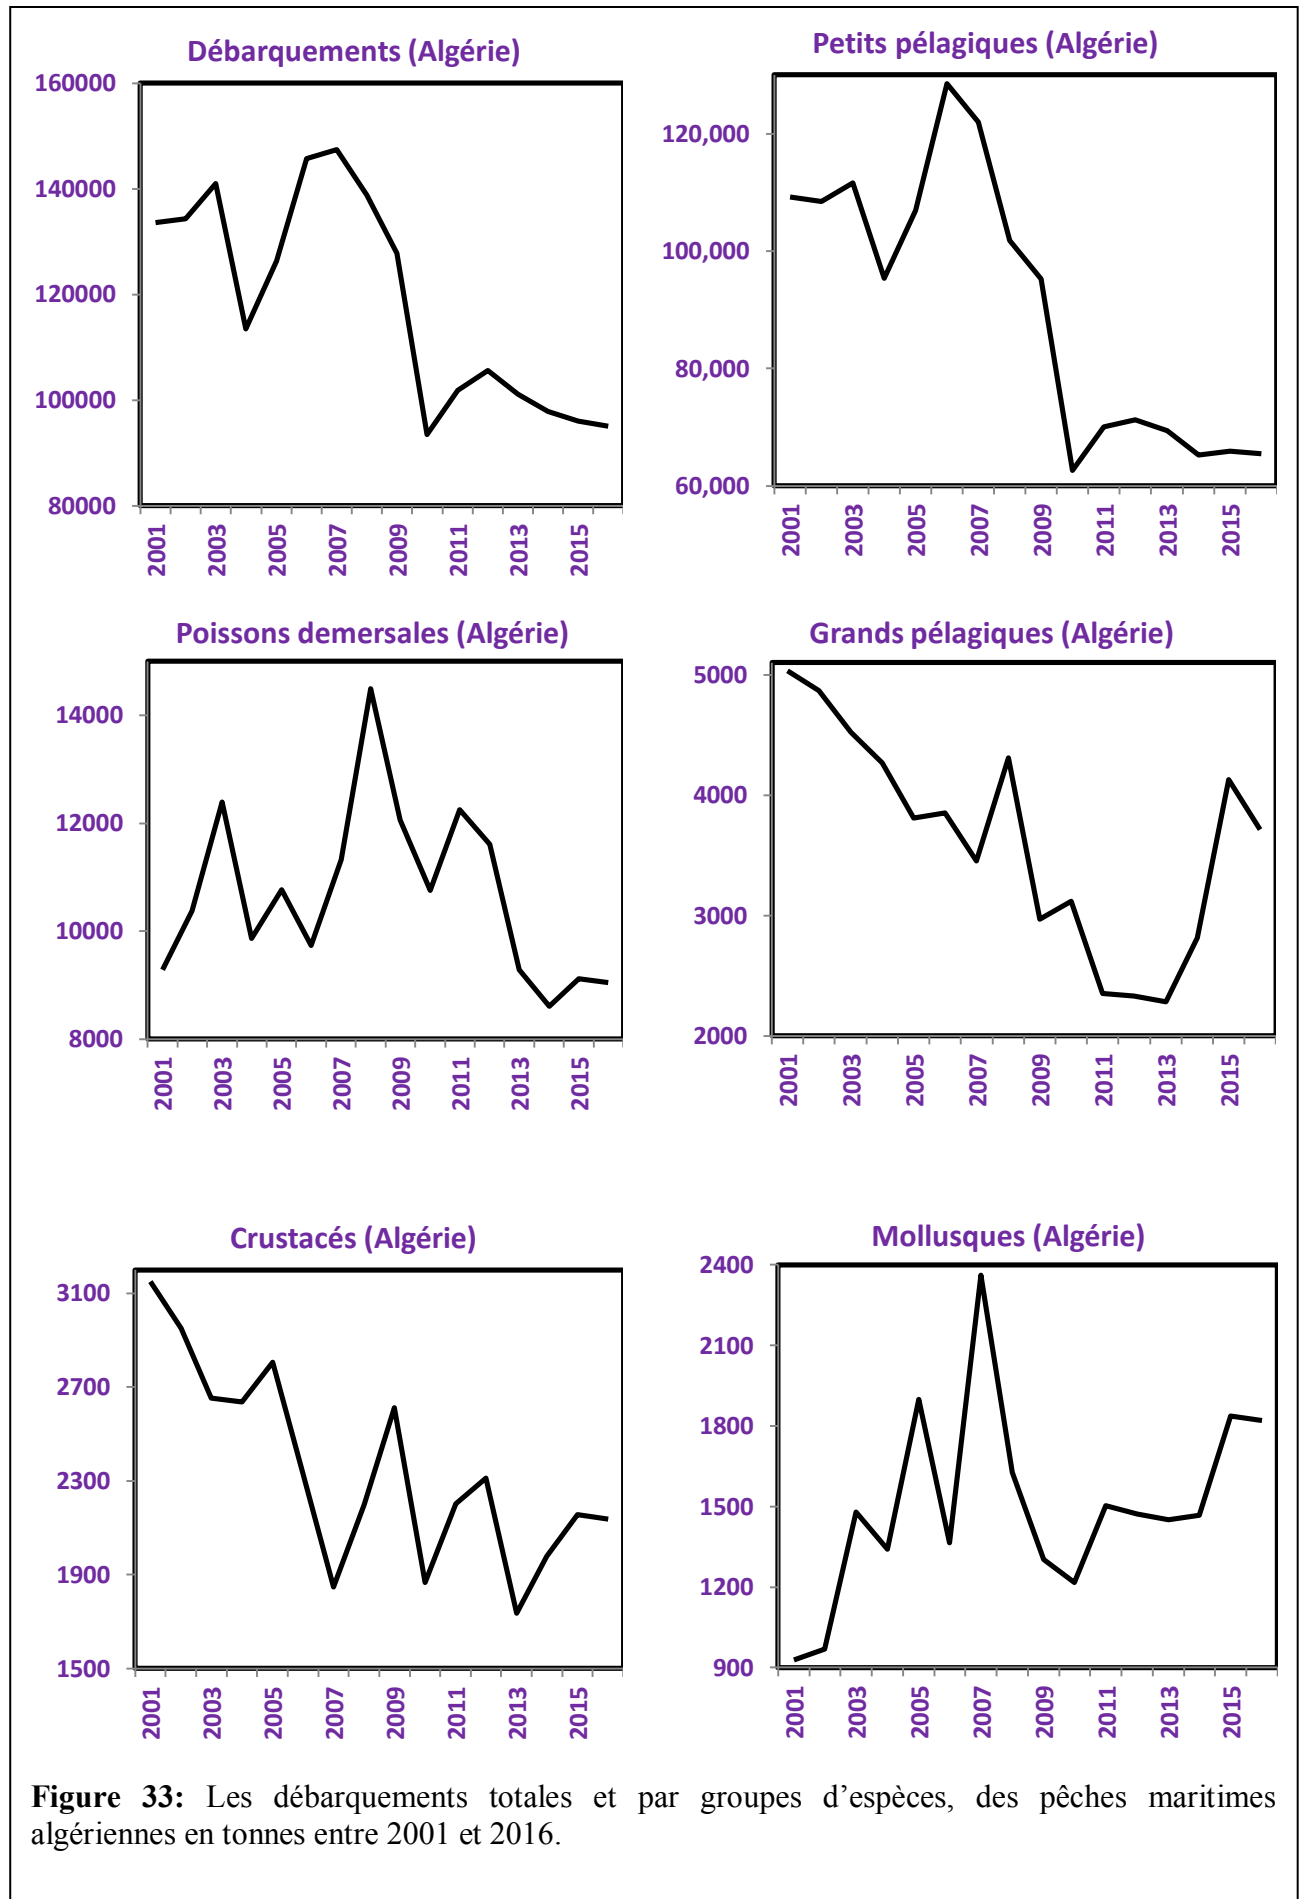 Débarquements (Algérie)
160000
140000
120000
100000
80000
2001 2003 2005 2007 2009 2011 2013 2015
Petits pélagiques (Algérie)
120,000
100,000
80,000
60,000
2001 2003 2005 2007 2009 2011 2013 2015
Poissons demersales (Algérie)
14000
12000
10000
8000
2001 2003 2005 2007 2009 2011 2013 2015
Grands pélagiques (Algérie)
5000
4000
3000
2000
2001 2003 2005 2007 2009 2011 2013 2015
Crustacés (Algérie)
3100
2700
2300
1900
1500
2001 2003 2005 2007 2009 2011 2013 2015
Mollusques (Algérie)
2400
2100
1800
1500
1200
900
2001 2003 2005 2007 2009 2011 2013 2015
Figure 33: Les débarquements totales et par groupes d’espèces, des pêches maritimes
algériennes en tonnes entre 2001 et 2016.